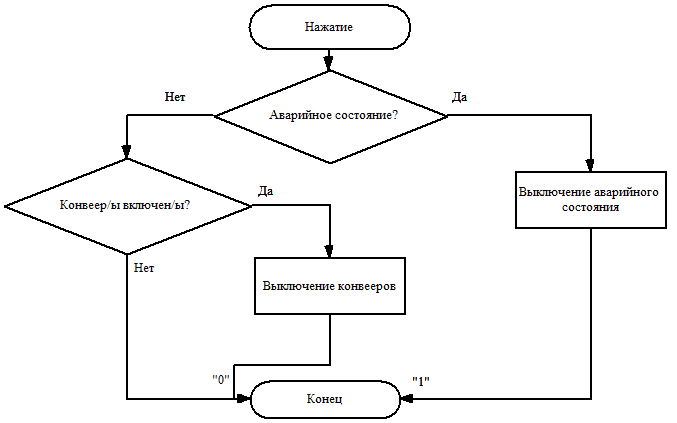 Нажатие
Нет
Да
Аварийное состояние?
Выключение аварийного
состояния
Да
Конвеер/ы включен/ы?
Нет
Выключение конвееров
"0"
"1"
Конец